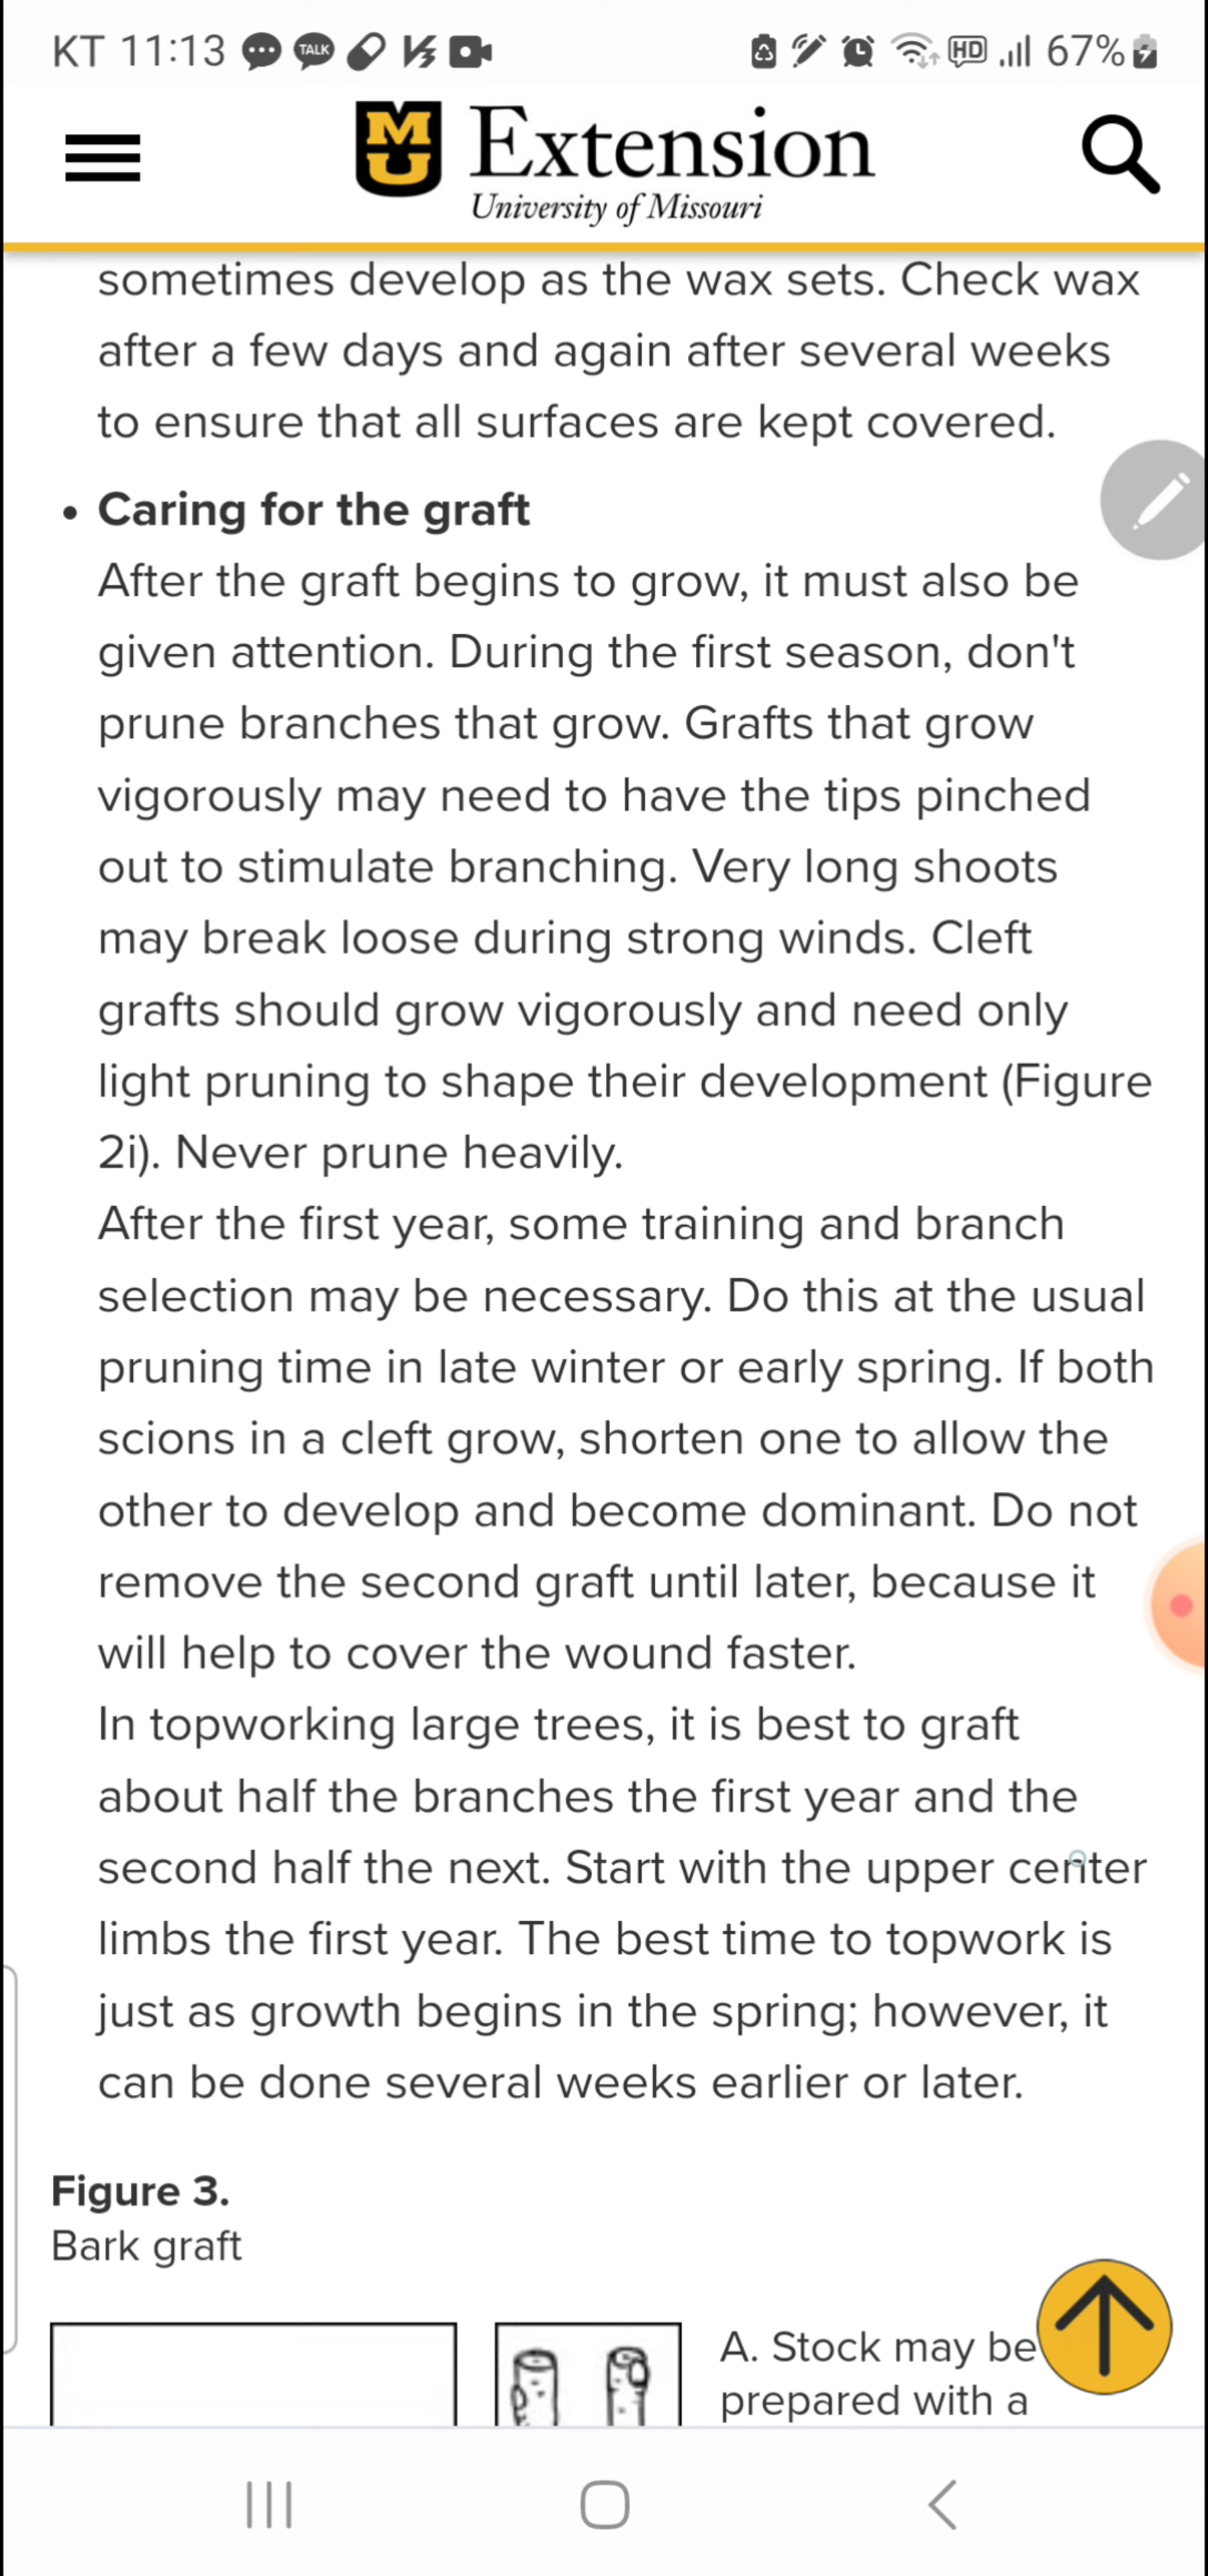 KT 11:13 TALK HD 67%
MU Extension
University of Missouri
sometimes develop as the wax sets. Check wax
after a few days and again after several weeks
to ensure that all surfaces are kept covered.
• Caring for the graft
After the graft begins to grow, it must also be
given attention. During the first season, don't
prune branches that grow. Grafts that grow
vigorously may need to have the tips pinched
out to stimulate branching. Very long shoots
may break loose during strong winds. Cleft
grafts should grow vigorously and need only
light pruning to shape their development (Figure
2i). Never prune heavily.
After the first year, some training and branch
selection may be necessary. Do this at the usual
pruning time in late winter or early spring. If both
scions in a cleft grow, shorten one to allow the
other to develop and become dominant. Do not
remove the second graft until later, because it
will help to cover the wound faster.
In topworking large trees, it is best to graft
about half the branches the first year and the
second half the next. Start with the upper center
limbs the first year. The best time to topwork is
just as growth begins in the spring; however, it
can be done several weeks earlier or later.
Figure 3.
Bark graft
A. Stock may be
prepared with a